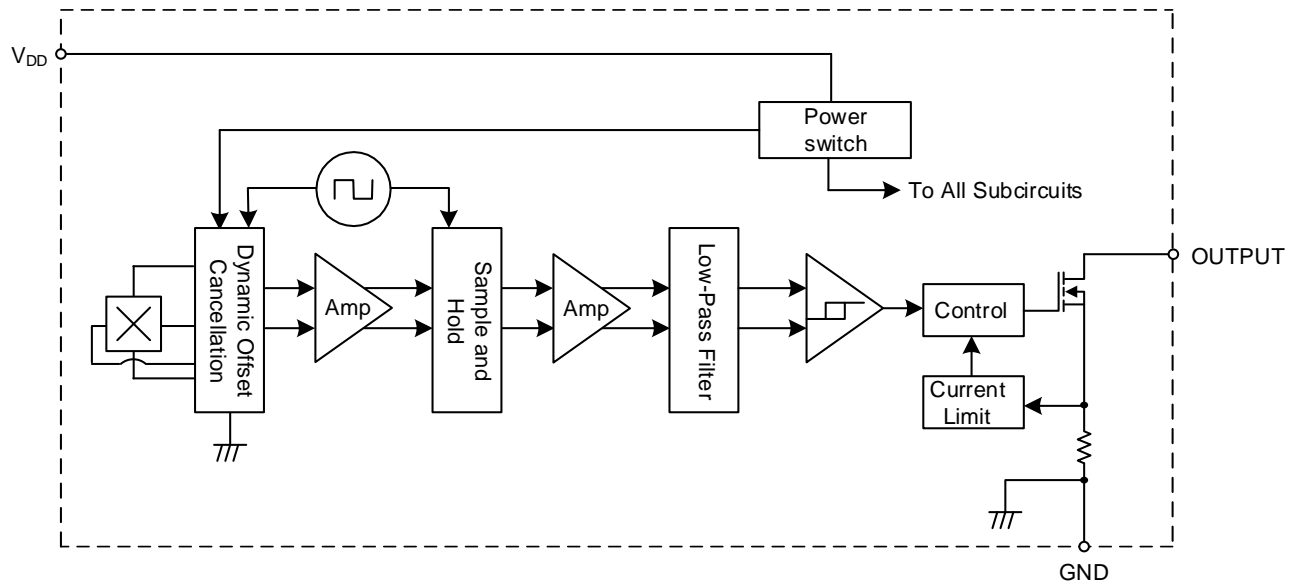 V_DD
Power
switch
To All Subcircuits
Dynamic Offset
Cancellation
Amp
Sample and
Hold
Amp
Low-Pass Filter
Control
Current
Limit
OUTPUT
GND